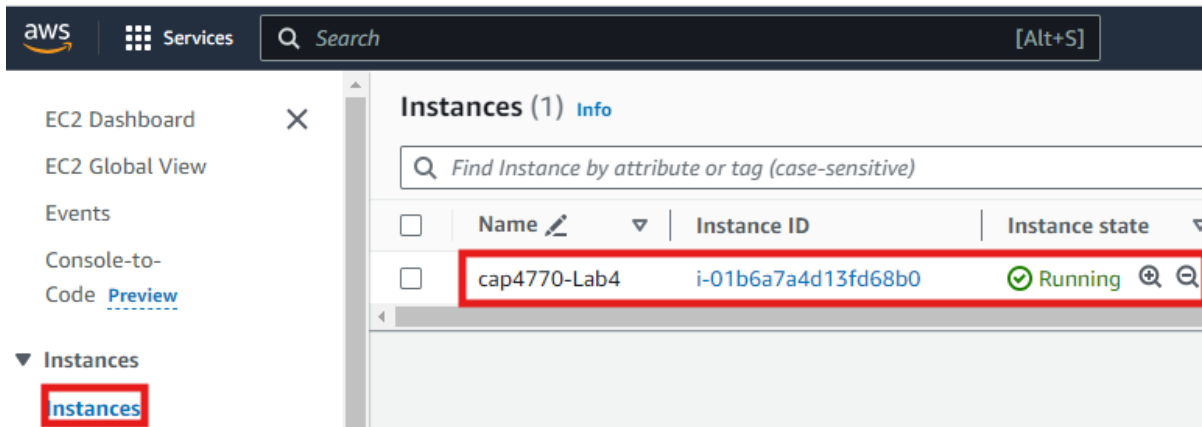 aws Services Search [Alt+S]
EC2 Dashboard
EC2 Global View
Events
Console-to-
Code Preview
Instances
Instances
Instances (1) Info
Find Instance by attribute or tag (case-sensitive)
Name Instance ID Instance state
cap4770-Lab4 i-01b6a7a4d13fd68b0 Running